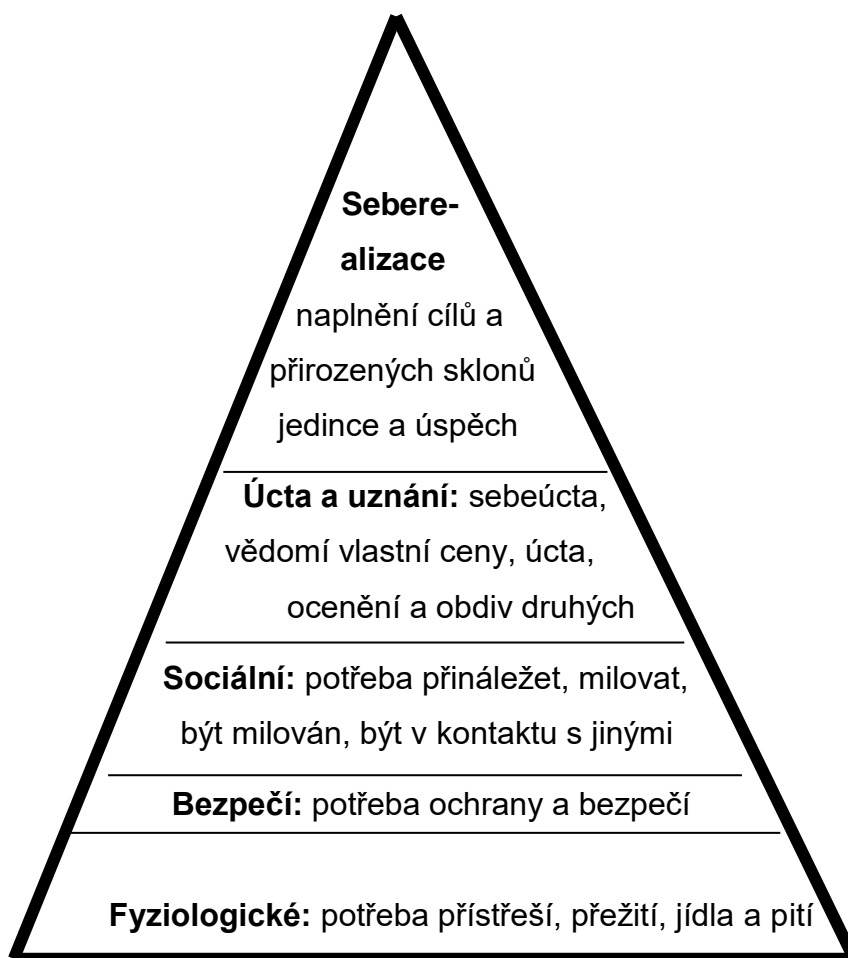 Sebere-
alizace
naplnění cílů a
přirozených sklonů
jedince a úspěch
Úcta a uznání: sebeúcta,
vědomí vlastní ceny, úcta,
ocenění a obdiv druhých
Sociální: potřeba přináležet, milovat,
být milován, být v kontaktu s jinými
Bezpečí: potřeba ochrany a bezpečí
Fyziologické: potřeba přístřeší, přežití, jídla a pití